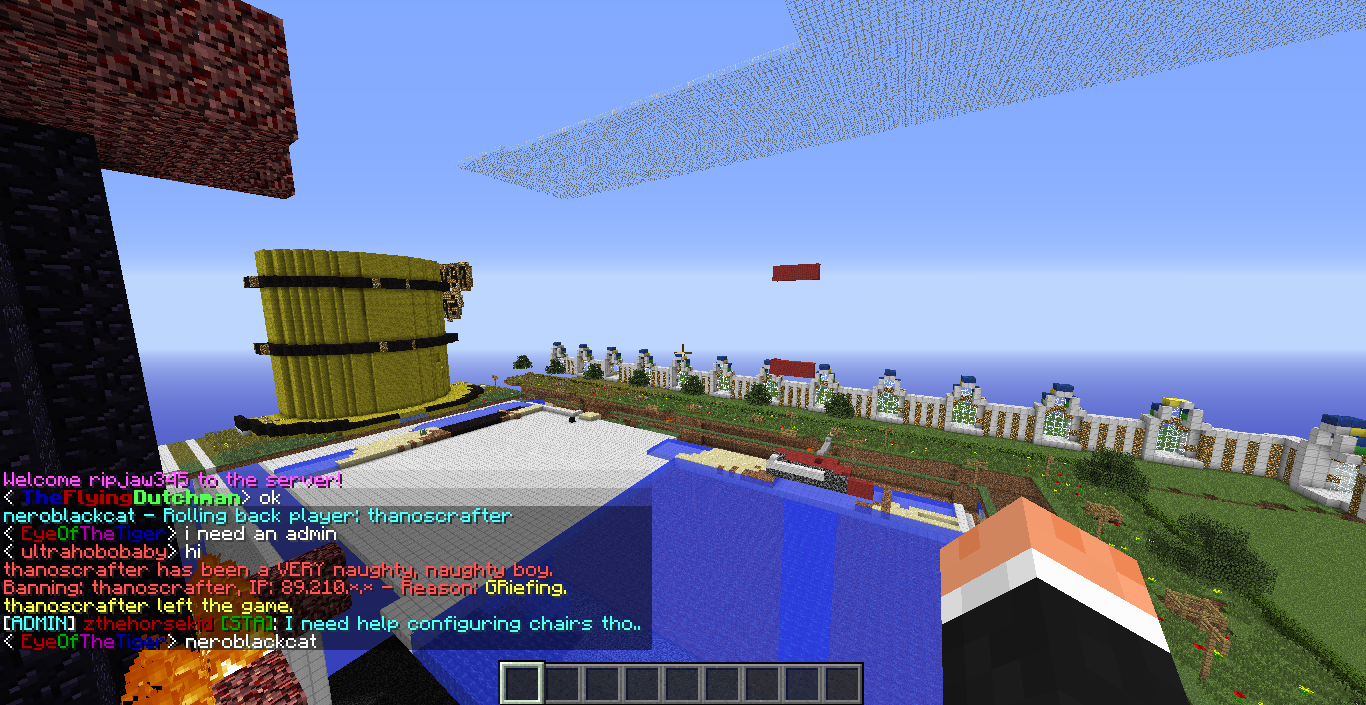 Welcome ripjaw345 to the server!
< TheFlyingDutchman> ok
neroblackcat - Rolling back player: thanoscrafter
< EyeOfTheTiger> i need an admin
< ultrahobobaby> hi
thanoscrafter has been a VERY naughty, naughty boy.
Banning: thanoscrafter, IP: 89.210.x.x - Reason: GRiefing.
thanoscrafter left the game.
[ADMIN] zthehorsekid [STA]: I need help configuring chairs tho..
< EyeOfTheTiger> neroblackcat